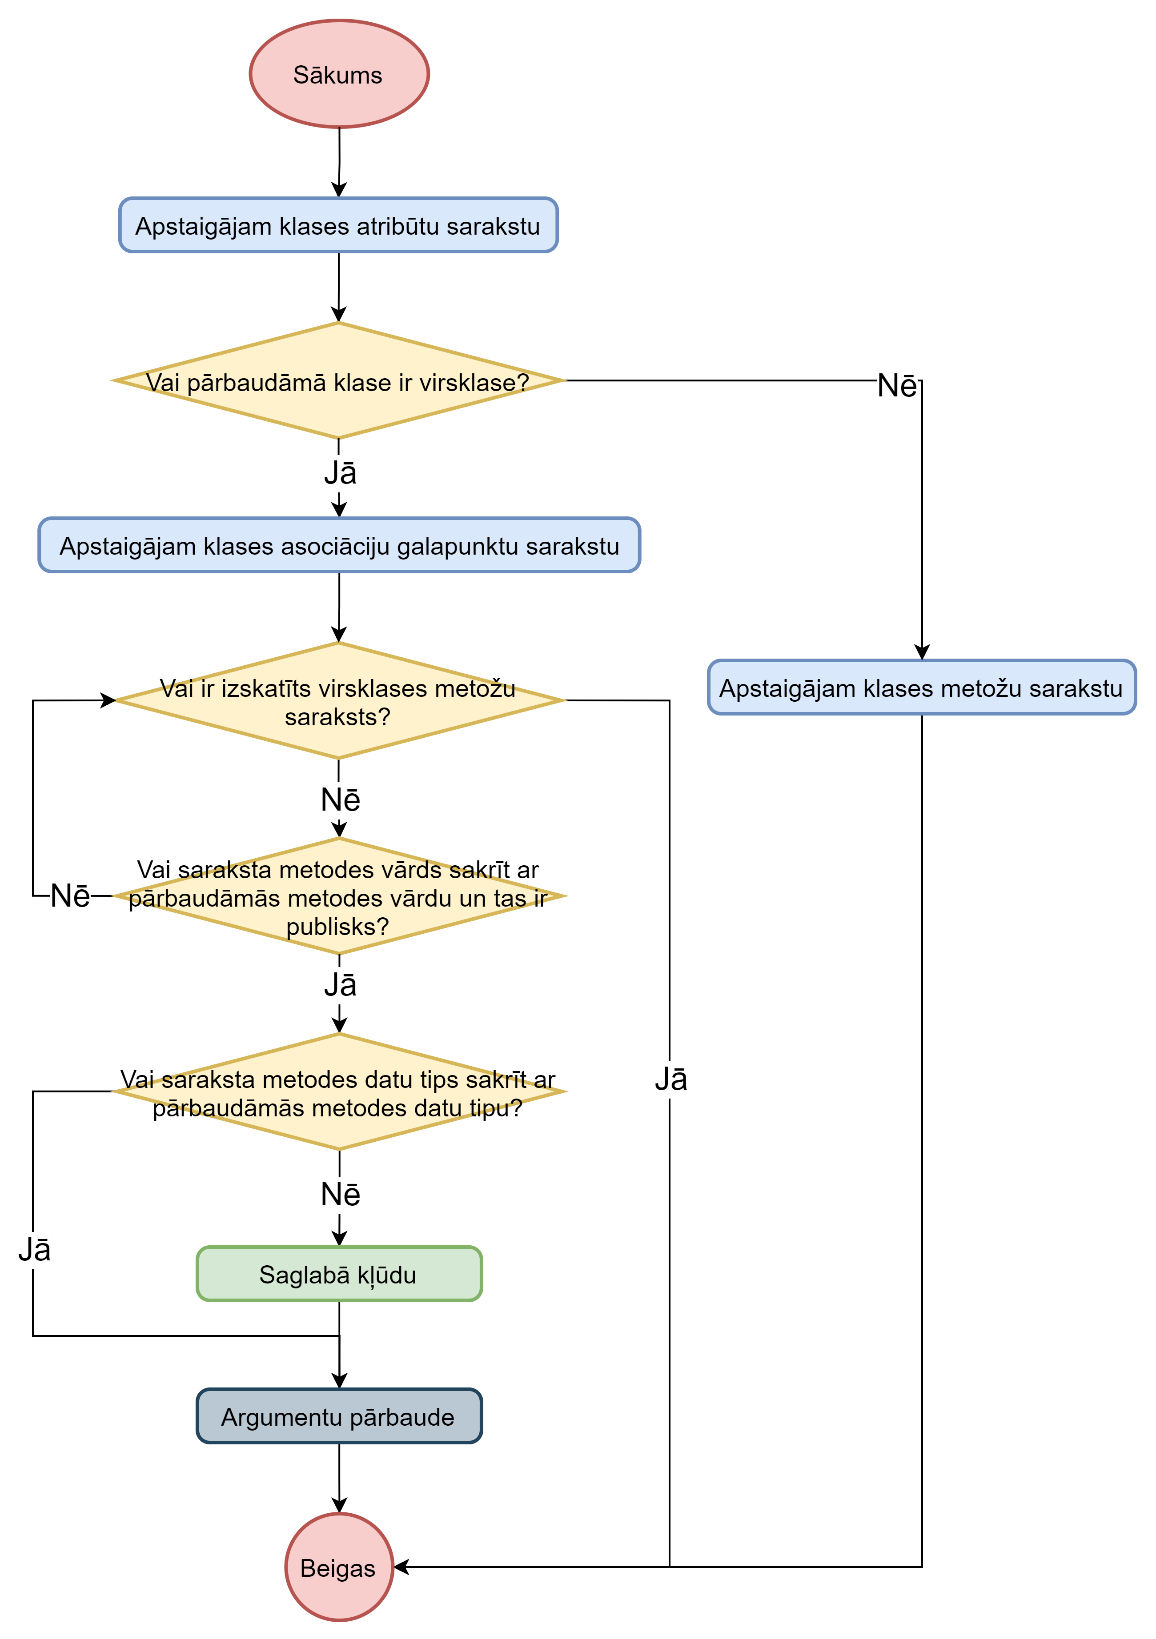 Sākums
Apstaigājam klases atribūtu sarakstu
Vai pārbaudāmā klase ir virsklase?
Nē
Jā
Apstaigājam klases asociāciju galapunktu sarakstu
Vai ir izskatīts virsklases metožu
saraksts?
Apstaigājam klases metožu sarakstu
Nē
Vai saraksta metodes vārds sakrīt ar
pārbaudāmās metodes vārdu un tas ir
publisks?
Nē
Jā
Vai saraksta metodes datu tips sakrīt ar
pārbaudāmās metodes datu tipu?
Jā
Nē
Jā
Saglabā kļūdu
Argumentu pārbaude
Beigas